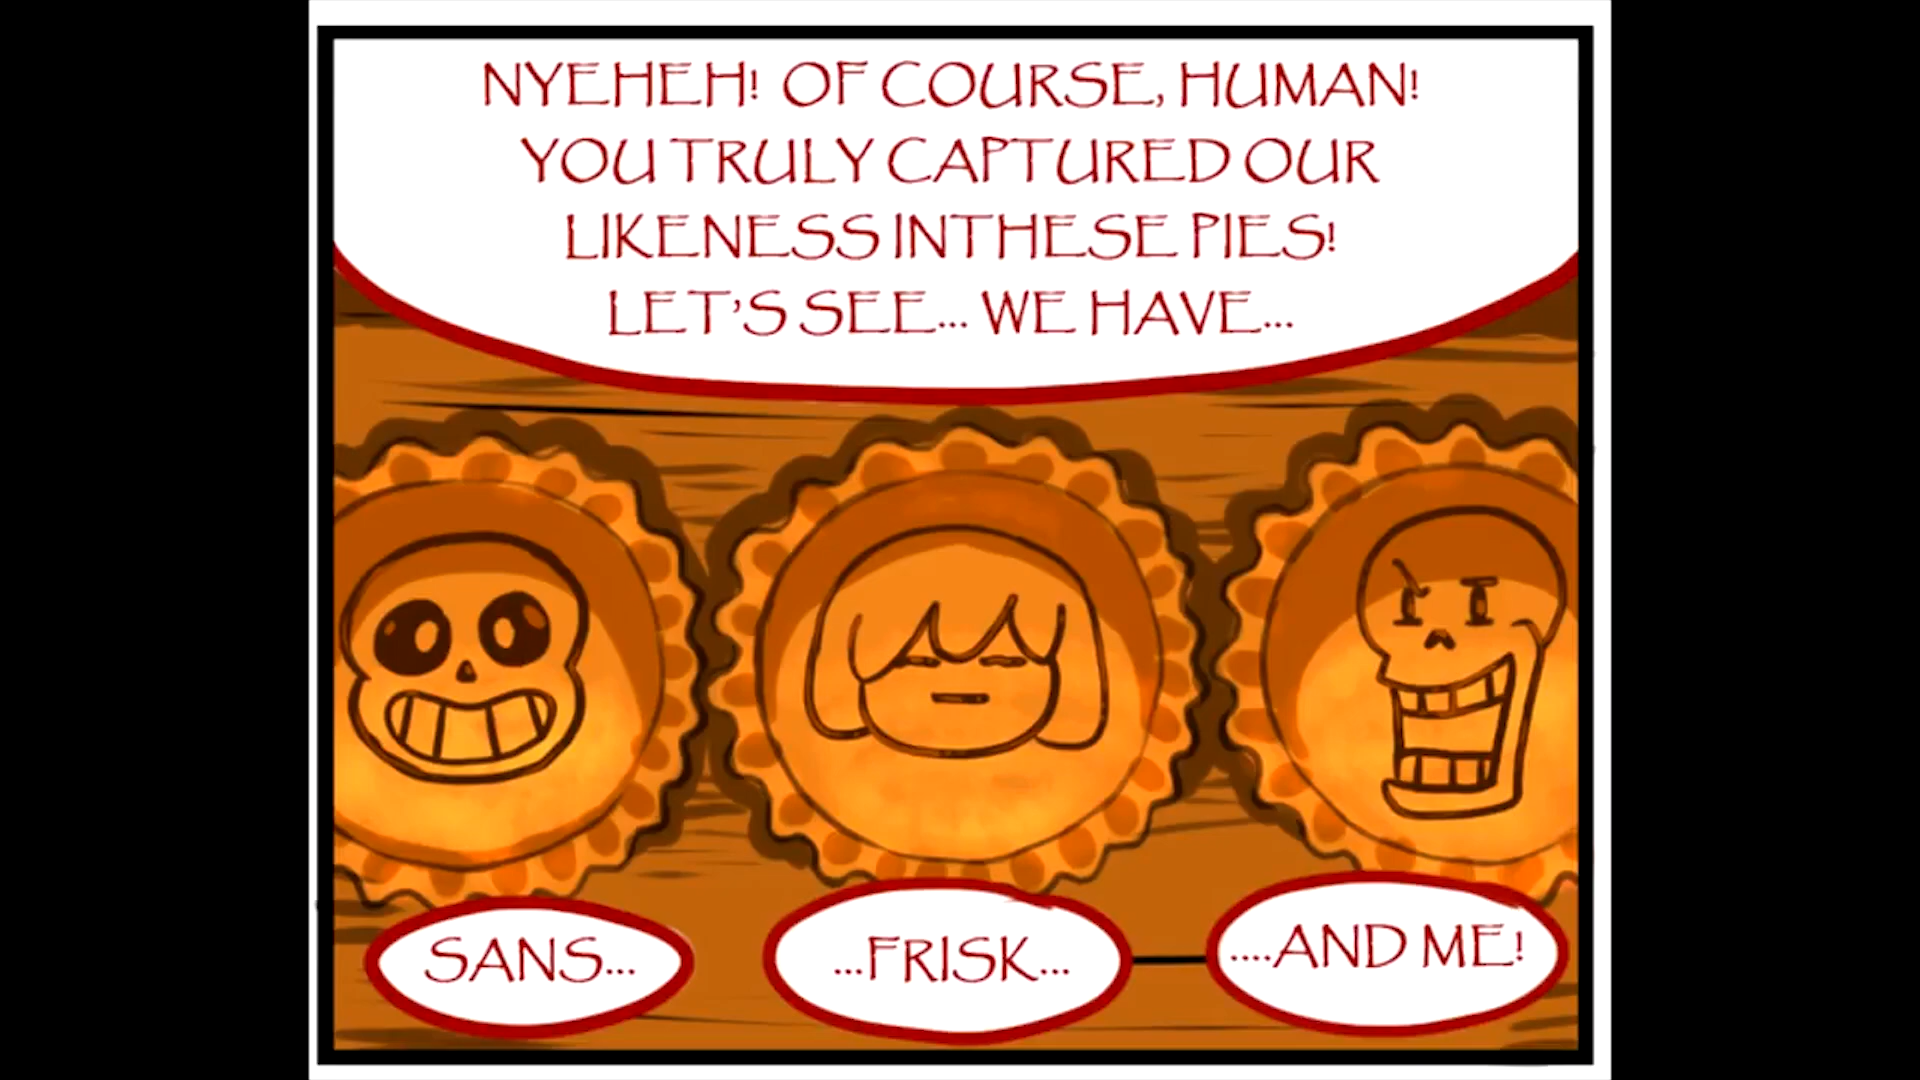 NYEHEH! OF COURSE, HUMAN!
YOU TRULY CAPTURED OUR
LIKENESS INTHESE PIES!
LET'S SEE... WE HAVE...
SANS...
...FRISK...
....AND ME!